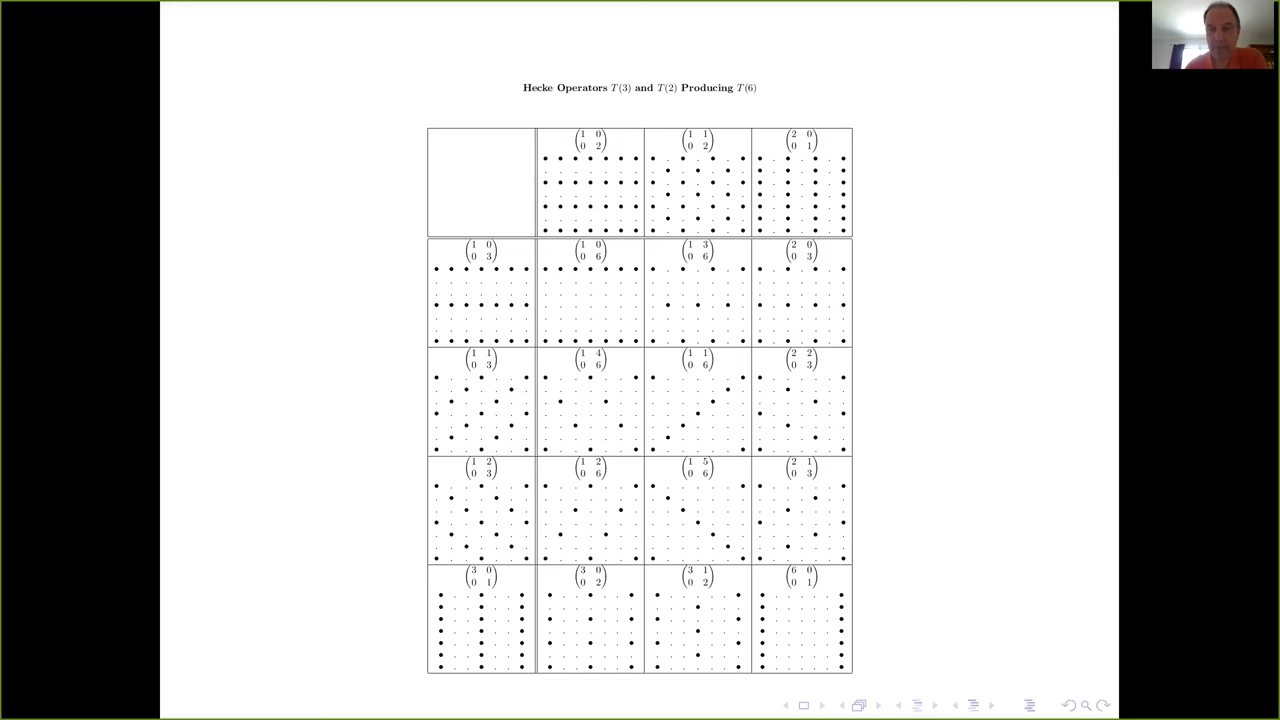 Hecke Operators T(3) and T(2) Producing T(6)
(1 0 (1 1 (2 0
0 2) 0 2) 0 1)
(1 0 (1 0 (1 3 (2 0
0 3) 0 6) 0 6) 0 3)
(1 1 (1 4 (1 1 (2 2
0 3) 0 6) 0 6) 0 3)
(1 2 (1 2 (1 5 (2 1
0 3) 0 6) 0 6) 0 3)
(3 0 (3 0 (3 1 (6 0
0 1) 0 2) 0 2) 0 1)